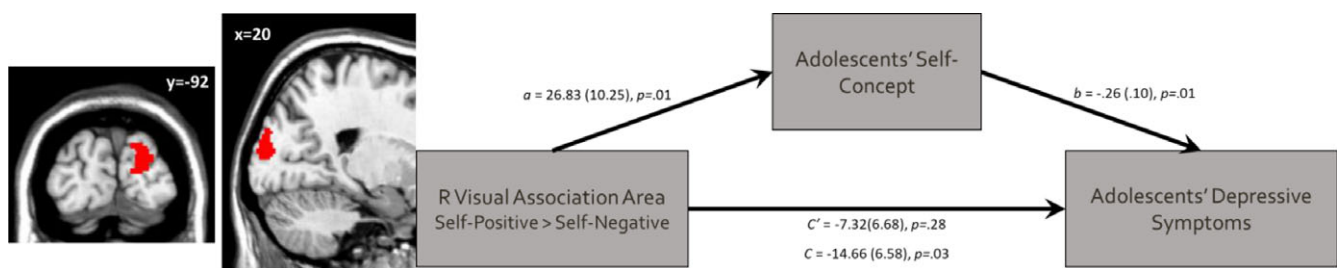 y=-92
x=20
Adolescents' Self-
Concept
a = 26.83 (10.25), p=.01
b = -.26 (.10), p=.01
R Visual Association Area
Self-Positive > Self-Negative
Adolescents' Depressive
Symptoms
C' = -7.32(6.68), p=.28
C = -14.66 (6.58), p=.03